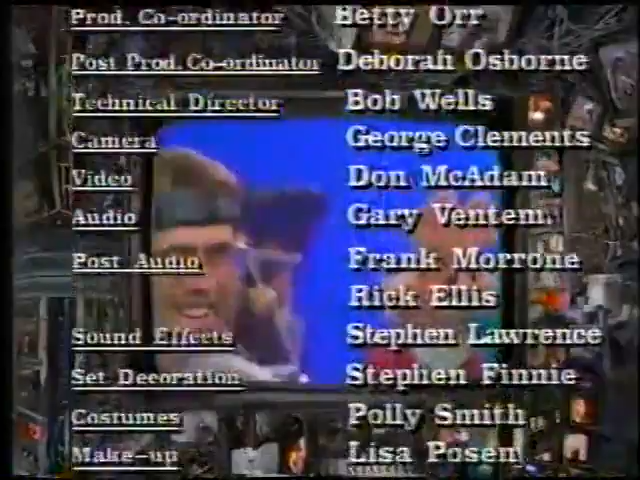 Prod. Co-ordinator Betty Orr
Post Prod. Co-ordinator Deborah Osborne
Technical Director Bob Wells
Camera George Clements
Video Don McAdam
Audio Gary Ventem
Post Audio Frank Morrone
Rick Ellis
Sound Effects Stephen Lawrence
Set Decoration Stephen Finnie
Costumes Polly Smith
Make-up Lisa Posen